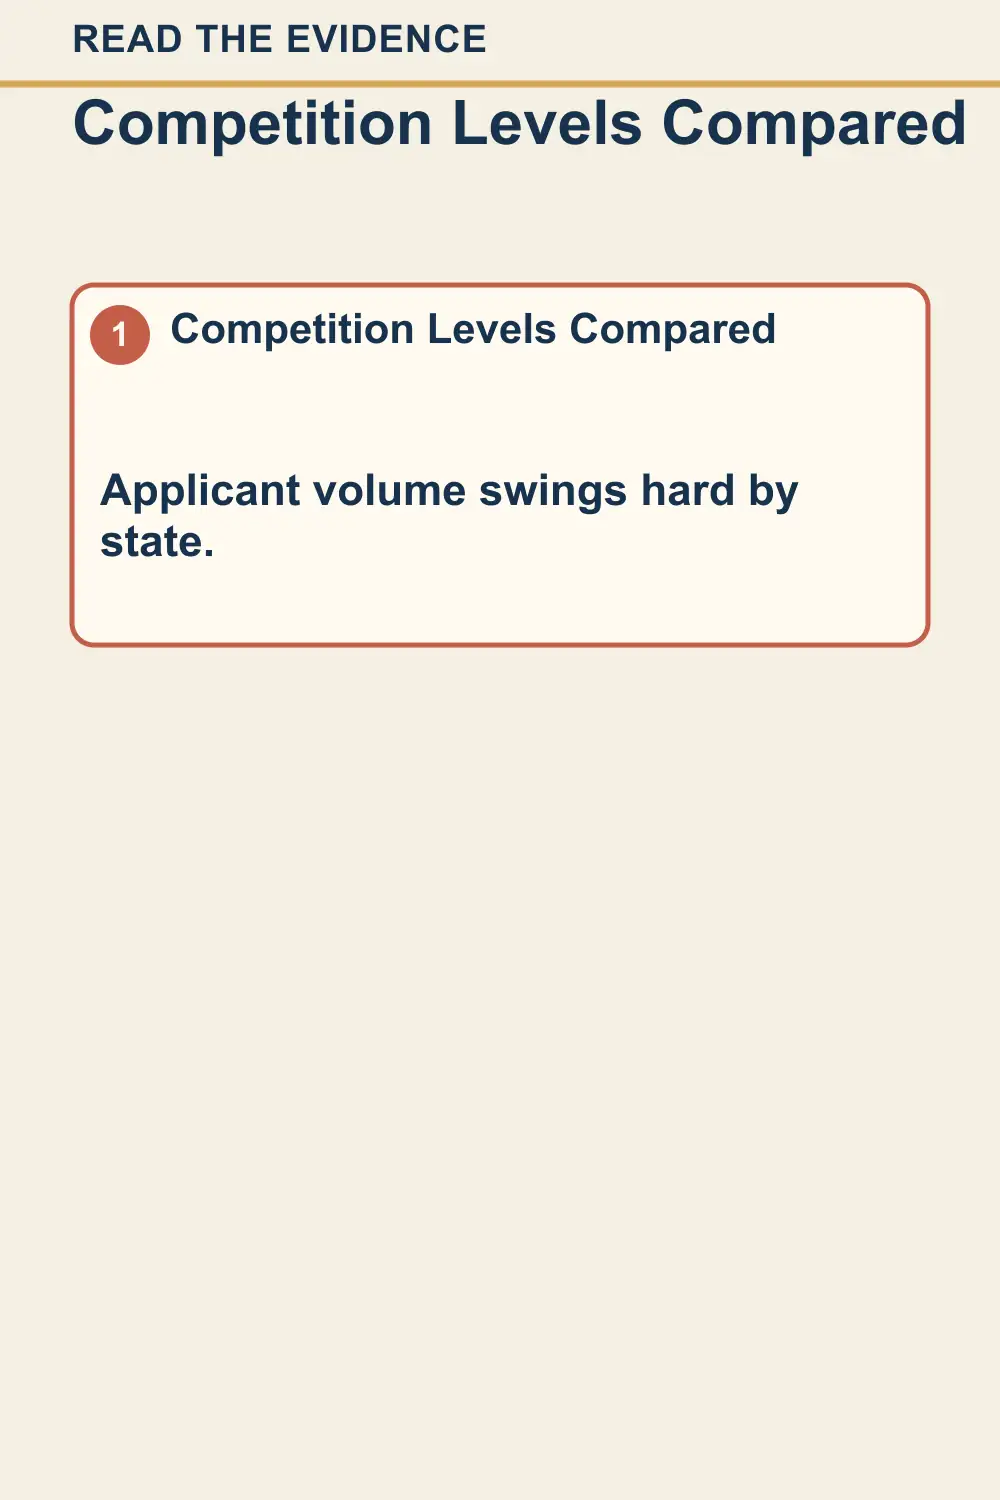 READ THE EVIDENCE
Competition Levels Compared
1 Competition Levels Compared
Applicant volume swings hard by
state.